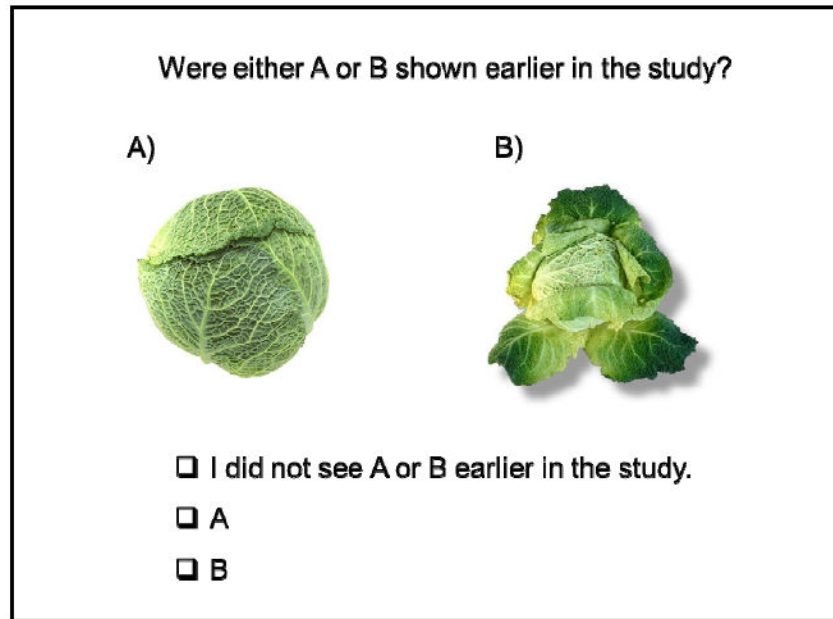 Were either A or B shown earlier in the study?
A) B)
I did not see A or B earlier in the study.
A
B